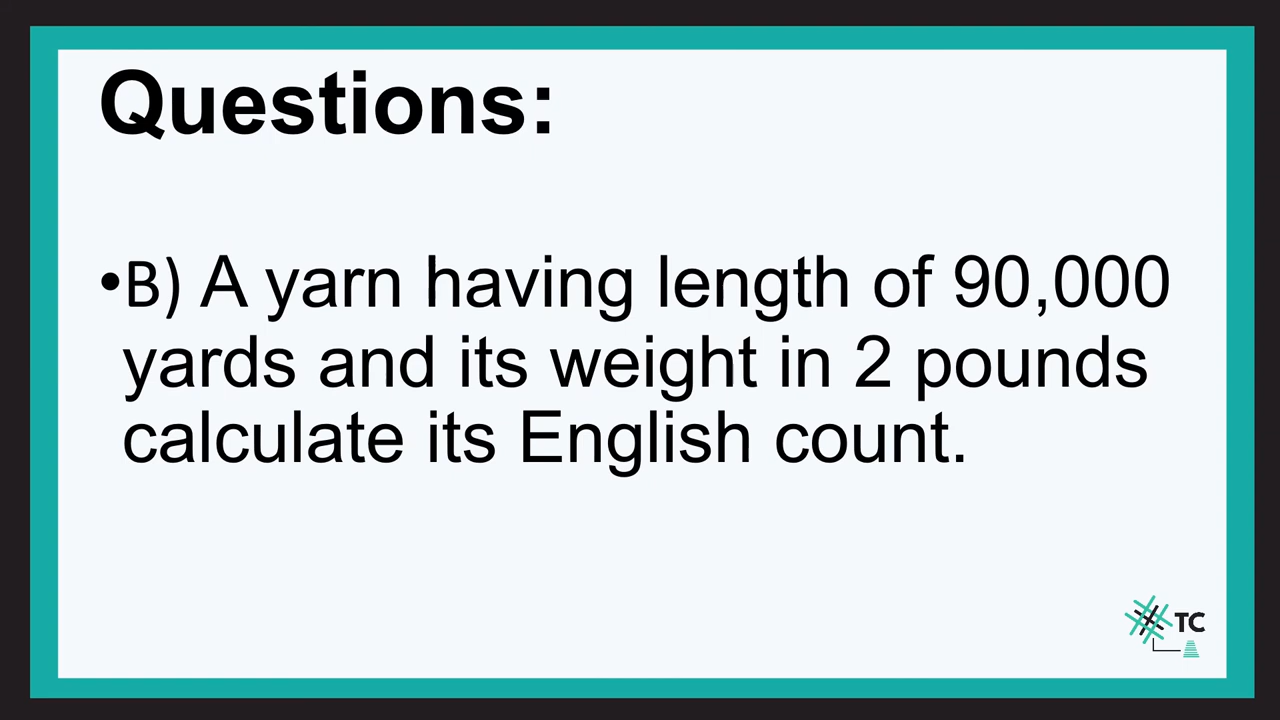 Questions:
•B) A yarn having length of 90,000
yards and its weight in 2 pounds
calculate its English count.
TC